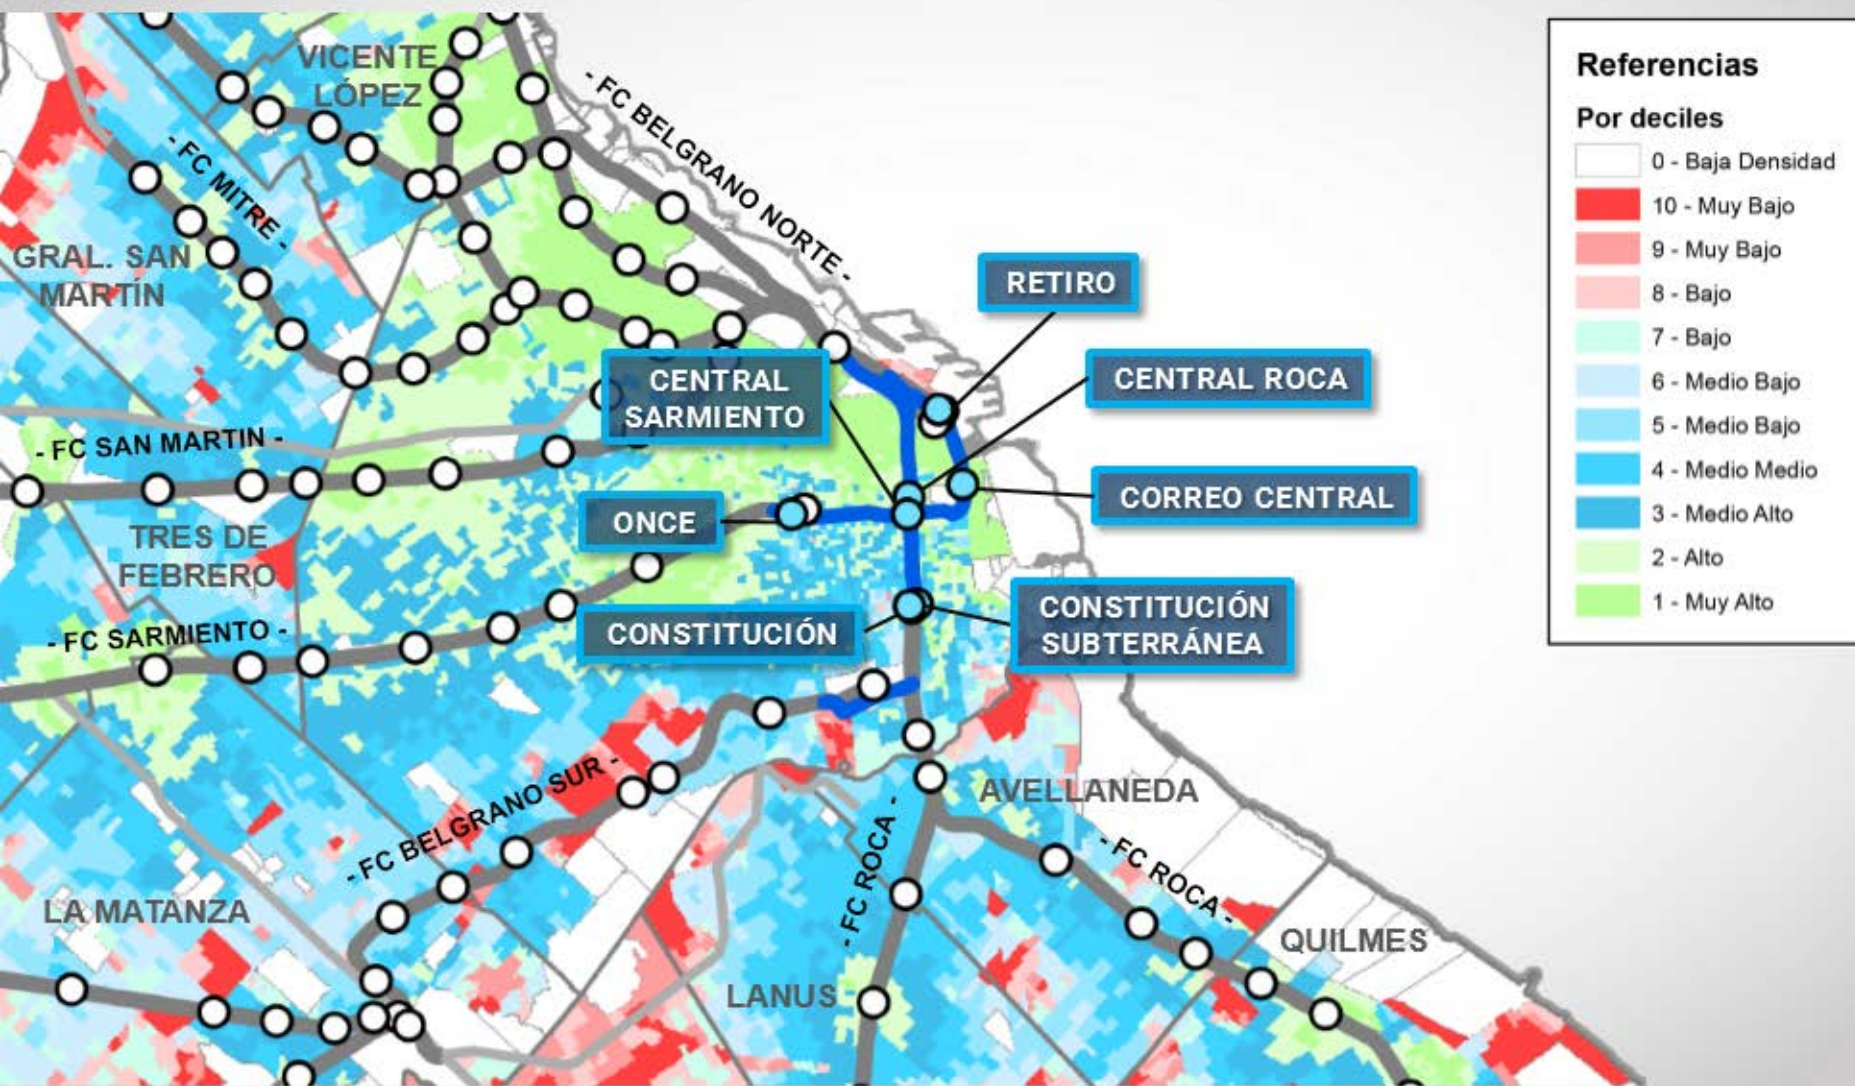 VICENTE
LÓPEZ
- FC BELGRANO NORTE -
- FC MITRE -
GRAL. SAN
MARTÍN
RETIRO
CENTRAL
SARMIENTO
CENTRAL ROCA
- FC SAN MARTIN -
CORREO CENTRAL
ONCE
TRES DE
FEBRERO
CONSTITUCIÓN
CONSTITUCIÓN
SUBTERRÁNEA
- FC SARMIENTO -
- FC BELGRANO SUR -
AVELLANEDA
- FC ROCA -
- FC ROCA -
LA MATANZA
QUILMES
LANUS
Referencias
Por deciles
0 - Baja Densidad
10 - Muy Bajo
9 - Muy Bajo
8 - Bajo
7 - Bajo
6 - Medio Bajo
5 - Medio Bajo
4 - Medio Medio
3 - Medio Alto
2 - Alto
1 - Muy Alto